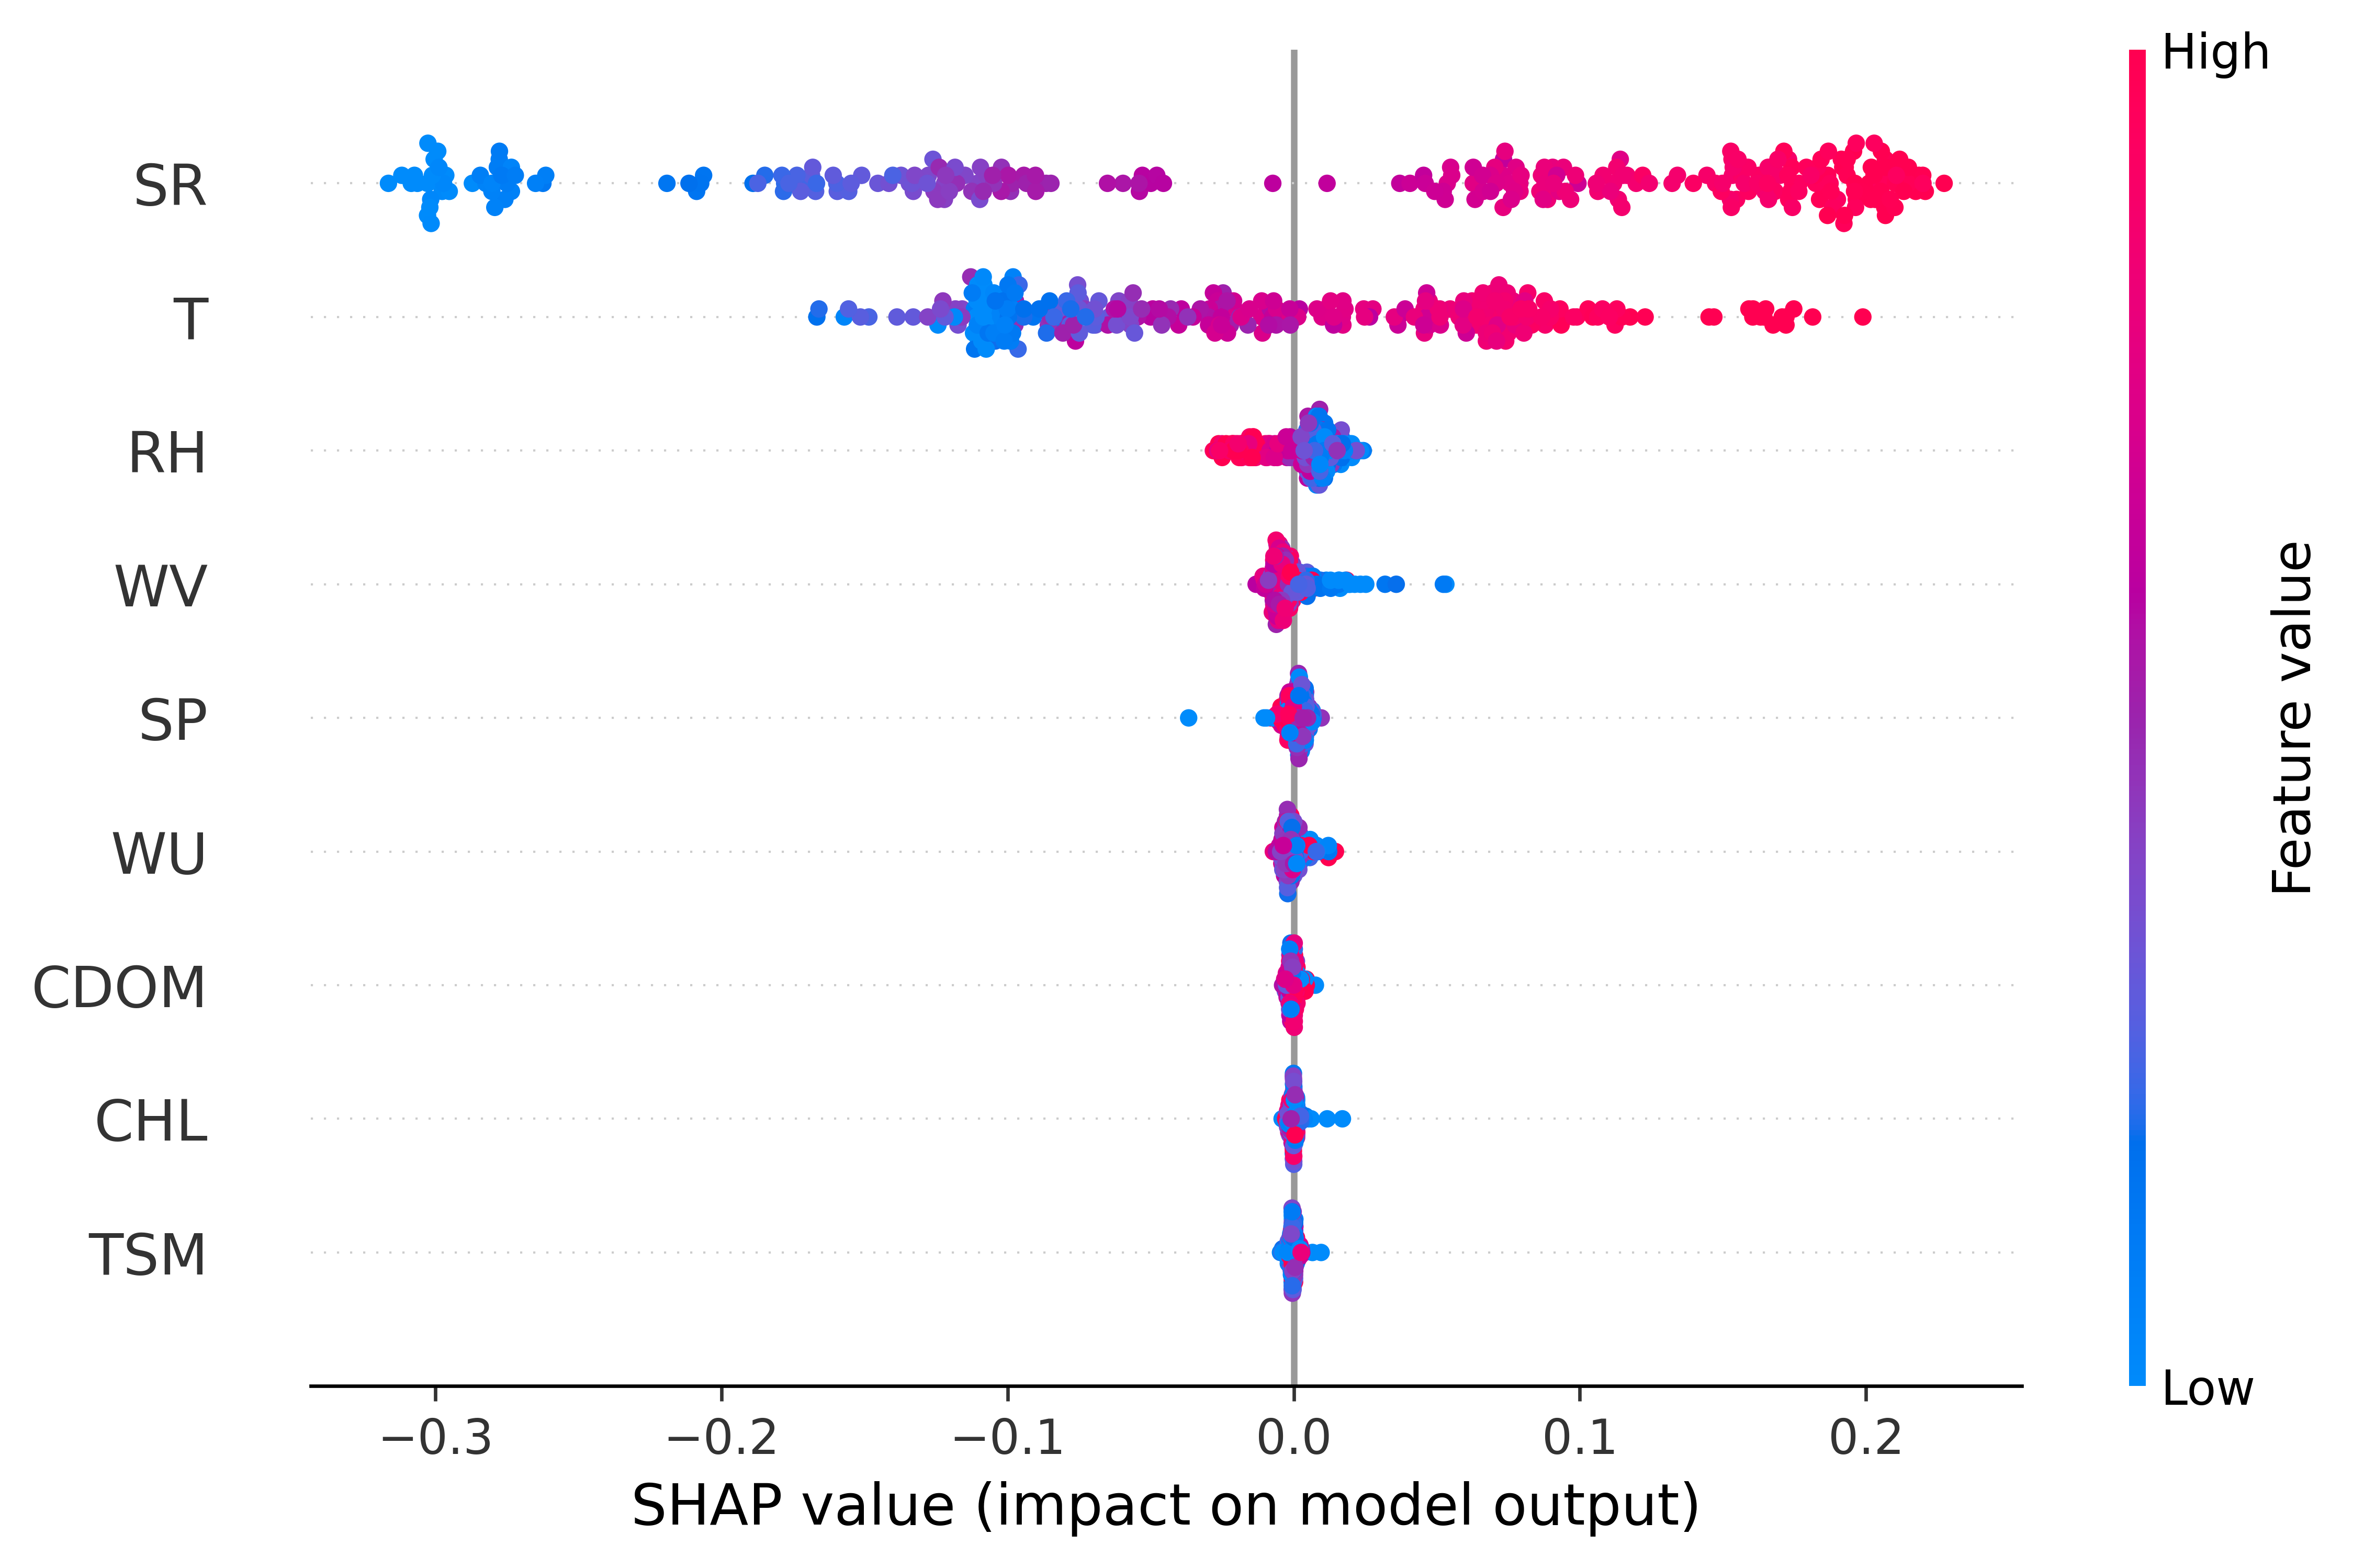 High
SR
T
RH
WV
SP
WU
CDOM
CHL
TSM
Feature value
Low
−0.3 −0.2 −0.1 0.0 0.1 0.2
SHAP value (impact on model output)